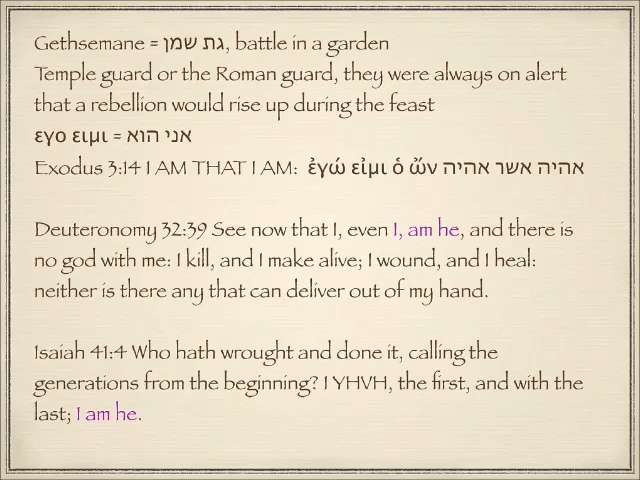 Gethsemane = גת שמן, battle in a garden
Temple guard or the Roman guard, they were always on alert
that a rebellion would rise up during the feast
εγο ειμι = אני הוא
Exodus 3:14 I AM THAT I AM: ἐγώ εἰμι ὁ ὤν אהיה אשר אהיה
Deuteronomy 32:39 See now that I, even I, am he, and there is
no god with me: I kill, and I make alive; I wound, and I heal:
neither is there any that can deliver out of my hand.
Isaiah 41:4 Who hath wrought and done it, calling the
generations from the beginning? I YHVH, the first, and with the
last; I am he.